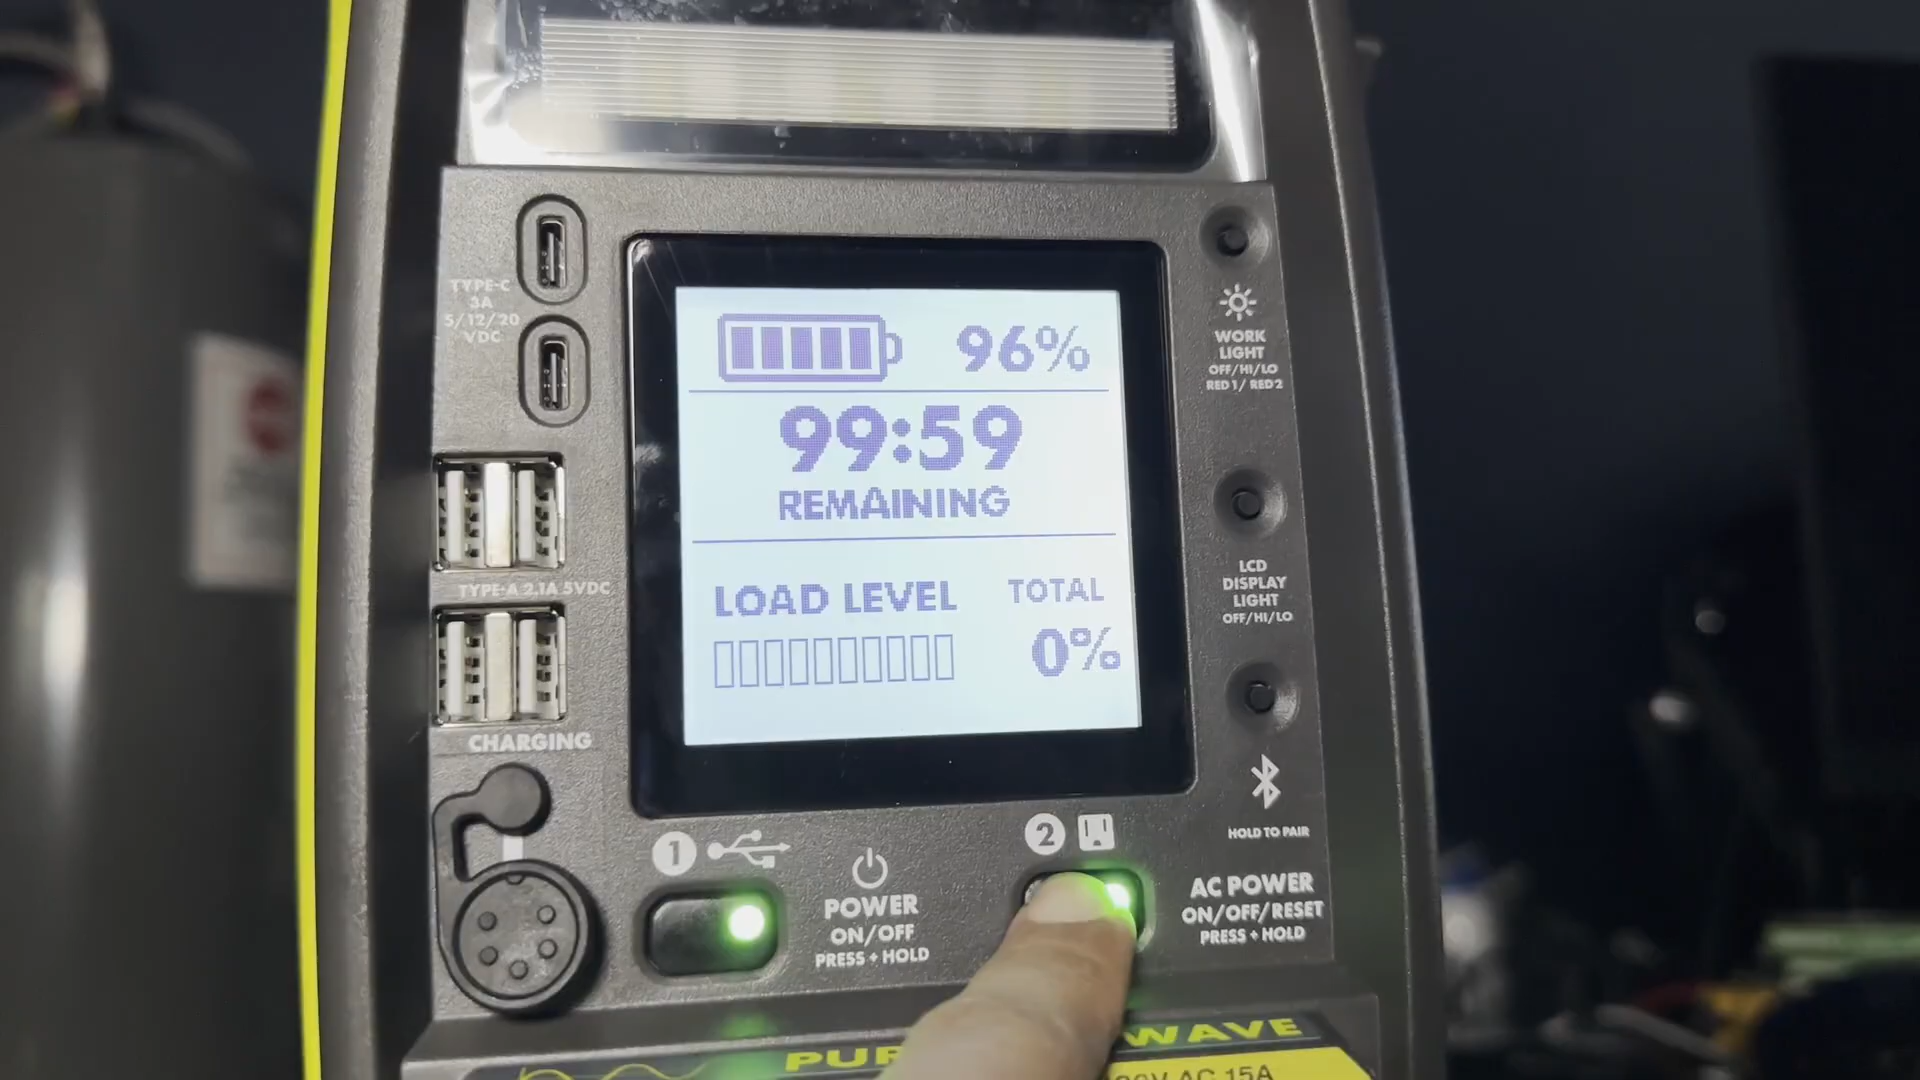 TYPE-C
3A
5/12/20
VDC
TYPE-A 2.1A 5VDC
CHARGING
96%
99:59
REMAINING
LOAD LEVEL
TOTAL
0%
WORK
LIGHT
OFF/HI/LO
RED 1/ RED 2
LCD
DISPLAY
LIGHT
OFF/HI/LO
HOLD TO PAIR
1
POWER
ON/OFF
PRESS + HOLD
2
AC POWER
ON/OFF/RESET
PRESS + HOLD
WAVE
AC 15A